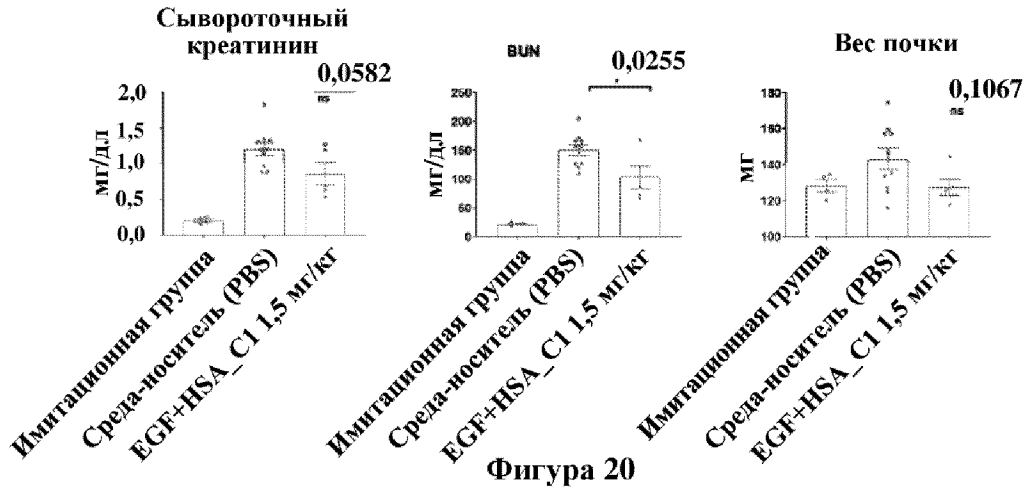 Сывороточный
креатинин
0,0582
ns
мг/дл
2,0
1,5
1,0
0,5
0,0
Имитационная группа
Среда-носитель (PBS)
EGF+HSA_C1 1,5 мг/кг
BUN
0,0255
*
мг/дл
250
200
150
100
50
0
Имитационная группа
Среда-носитель (PBS)
EGF+HSA_C1 1,5 мг/кг
Вес почки
0,1067
ns
мг
180
160
140
120
100
Имитационная группа
Среда-носитель (PBS)
EGF+HSA_C1 1,5 мг/кг
Фигура 20